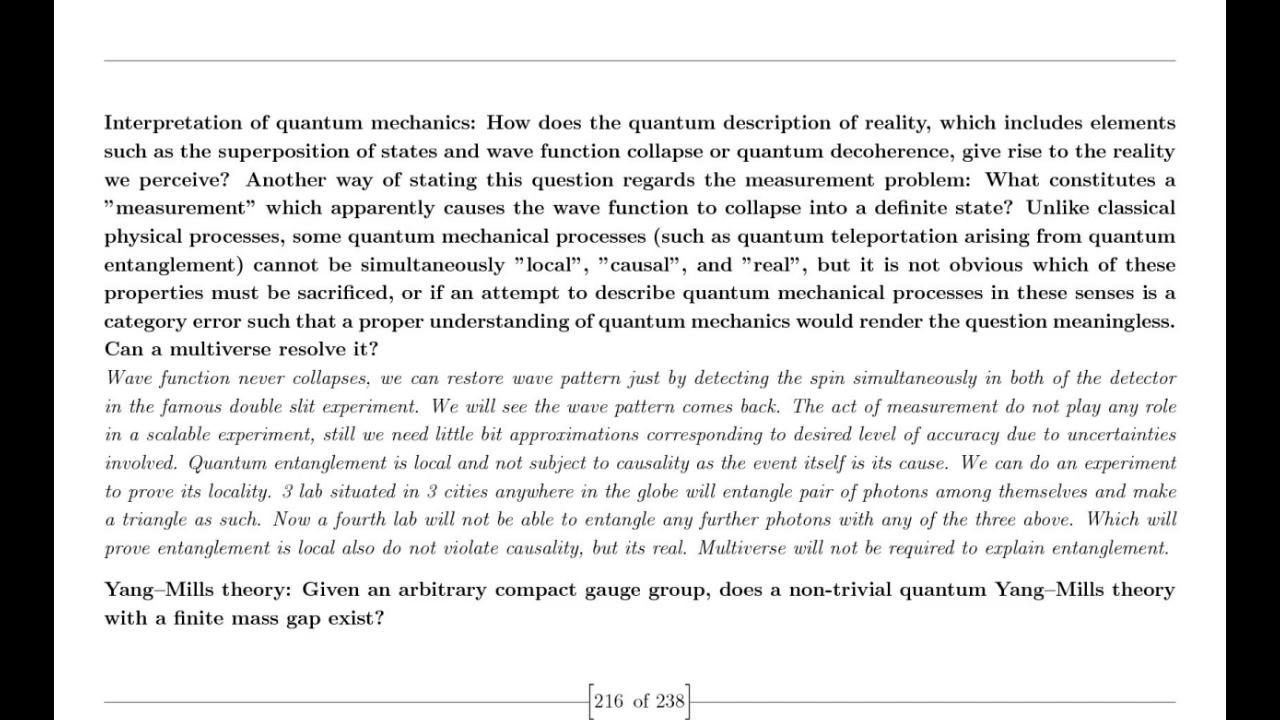 Interpretation of quantum mechanics: How does the quantum description of reality, which includes elements
such as the superposition of states and wave function collapse or quantum decoherence, give rise to the reality
we perceive? Another way of stating this question regards the measurement problem: What constitutes a
”measurement” which apparently causes the wave function to collapse into a definite state? Unlike classical
physical processes, some quantum mechanical processes (such as quantum teleportation arising from quantum
entanglement) cannot be simultaneously ”local”, ”causal”, and ”real”, but it is not obvious which of these
properties must be sacrificed, or if an attempt to describe quantum mechanical processes in these senses is a
category error such that a proper understanding of quantum mechanics would render the question meaningless.
Can a multiverse resolve it?
Wave function never collapses, we can restore wave pattern just by detecting the spin simultaneously in both of the detector
in the famous double slit experiment. We will see the wave pattern comes back. The act of measurement do not play any role
in a scalable experiment, still we need little bit approximations corresponding to desired level of accuracy due to uncertainties
involved. Quantum entanglement is local and not subject to causality as the event itself is its cause. We can do an experiment
to prove its locality. 3 lab situated in 3 cities anywhere in the globe will entangle pair of photons among themselves and make
a triangle as such. Now a fourth lab will not be able to entangle any further photons with any of the three above. Which will
prove entanglement is local also do not violate causality, but its real. Multiverse will not be required to explain entanglement.
Yang–Mills theory: Given an arbitrary compact gauge group, does a non-trivial quantum Yang–Mills theory
with a finite mass gap exist?
216 of 238